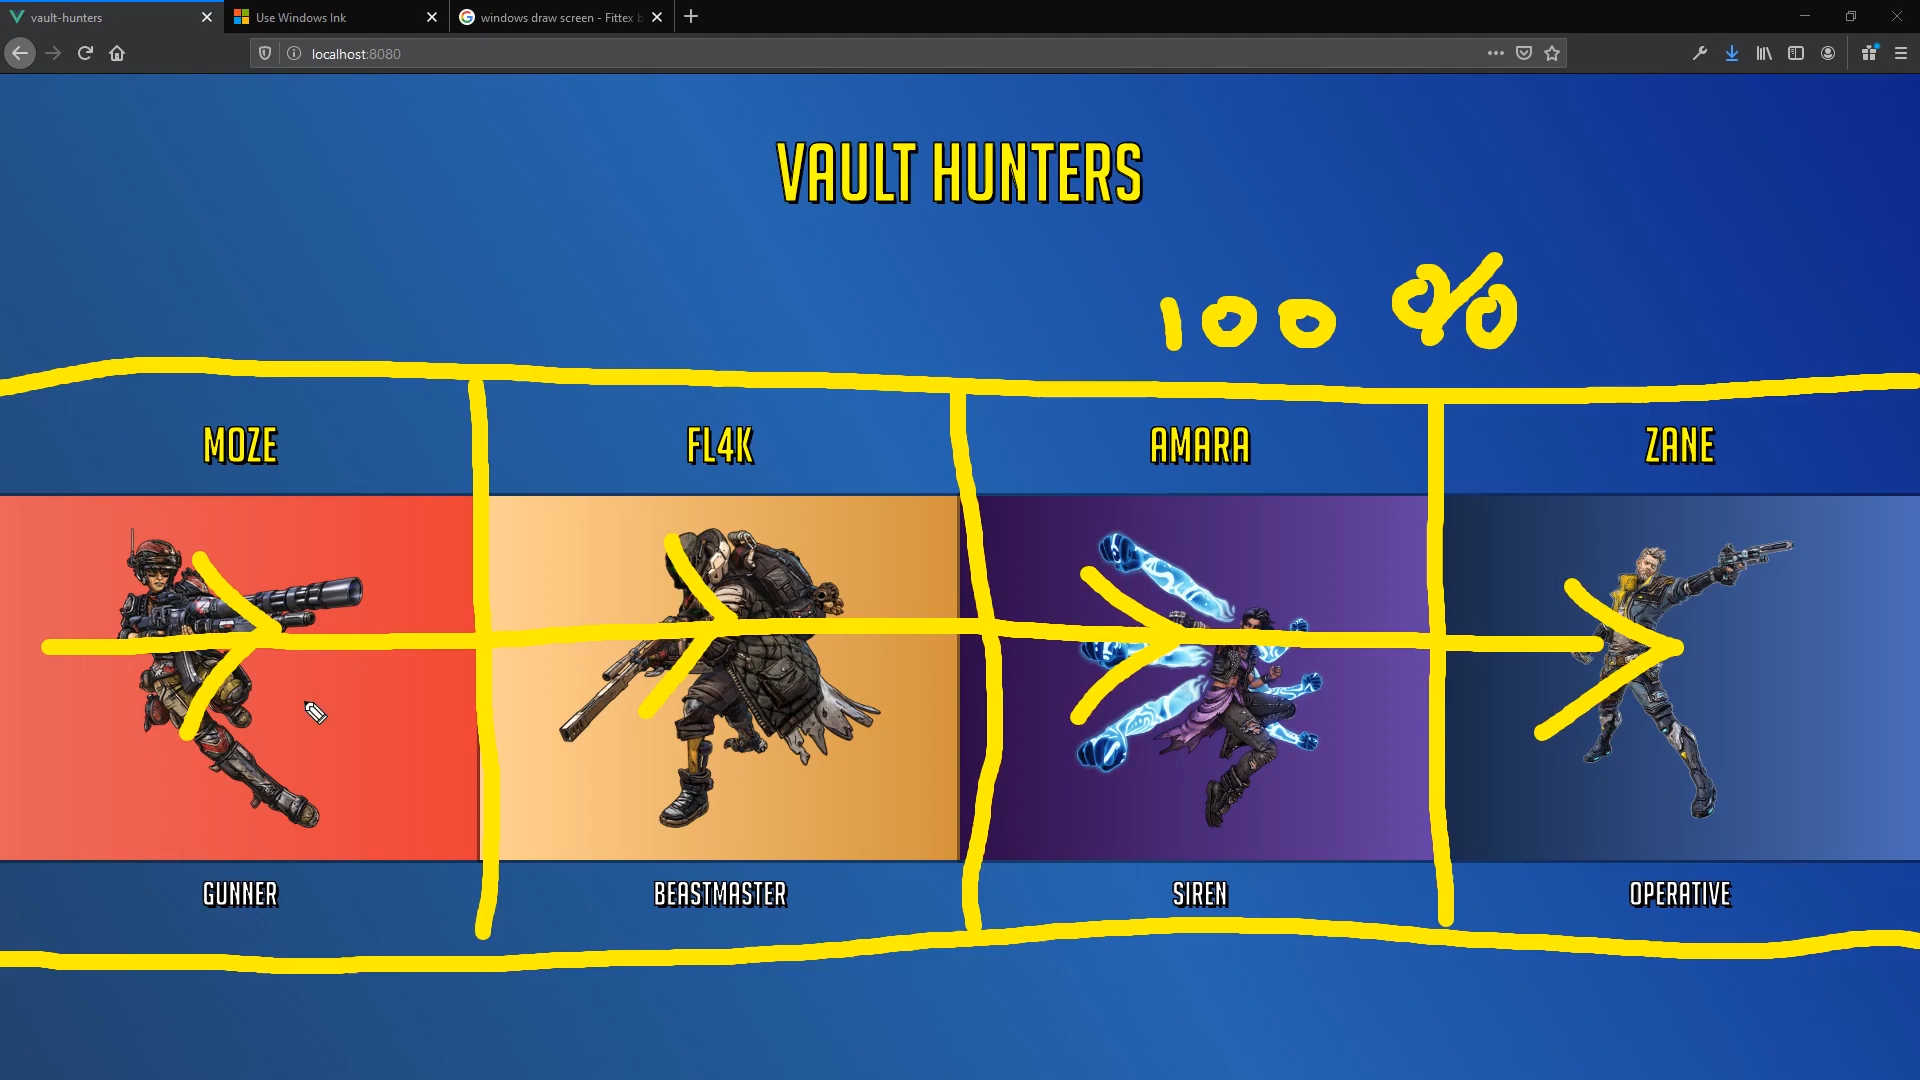 vault-hunters
Use Windows Ink
windows draw screen - Fittex b
localhost:8080
VAULT HUNTERS
100 %
MOZE
FL4K
AMARA
ZANE
GUNNER
BEASTMASTER
SIREN
OPERATIVE